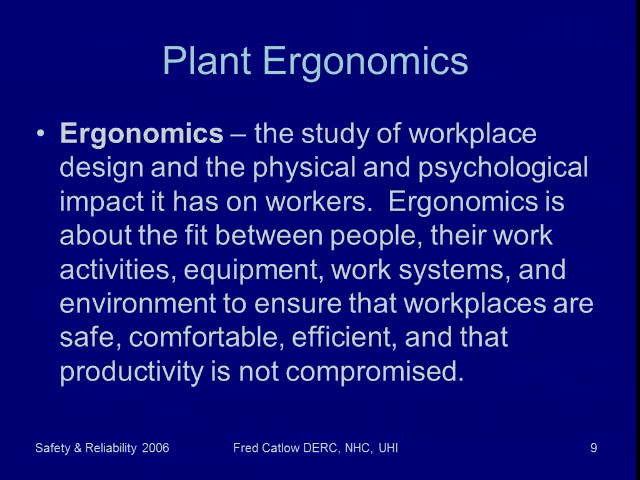 Plant Ergonomics
• Ergonomics – the study of workplace
design and the physical and psychological
impact it has on workers.  Ergonomics is
about the fit between people, their work
activities, equipment, work systems, and
environment to ensure that workplaces are
safe, comfortable, efficient, and that
productivity is not compromised.
Safety & Reliability 2006
Fred Catlow DERC, NHC, UHI
9